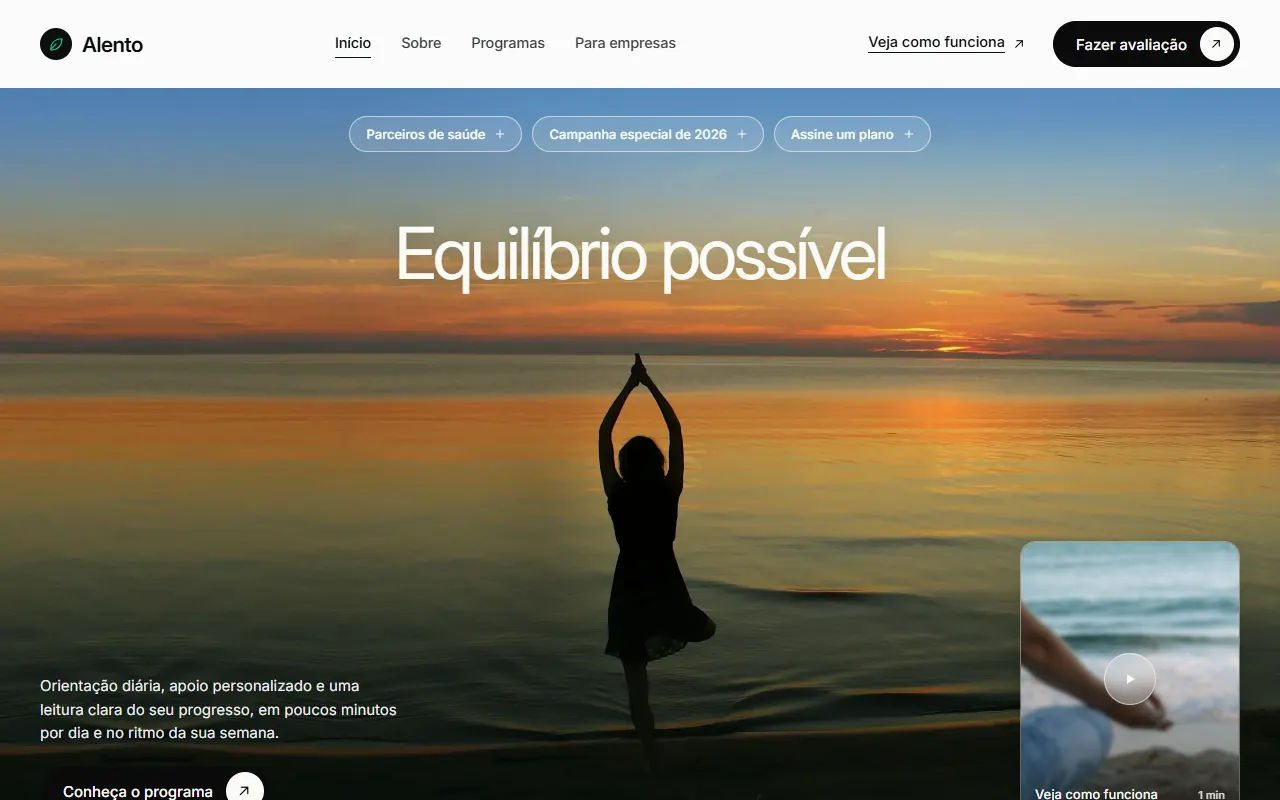 Alento
Início
Sobre
Programas
Para empresas
Veja como funciona
Fazer avaliação
Parceiros de saúde +
Campanha especial de 2026 +
Assine um plano +
Equilíbrio possível
Orientação diária, apoio personalizado e uma
leitura clara do seu progresso, em poucos minutos
por dia e no ritmo da sua semana.
Conheça o programa
Veja como funciona
1 min